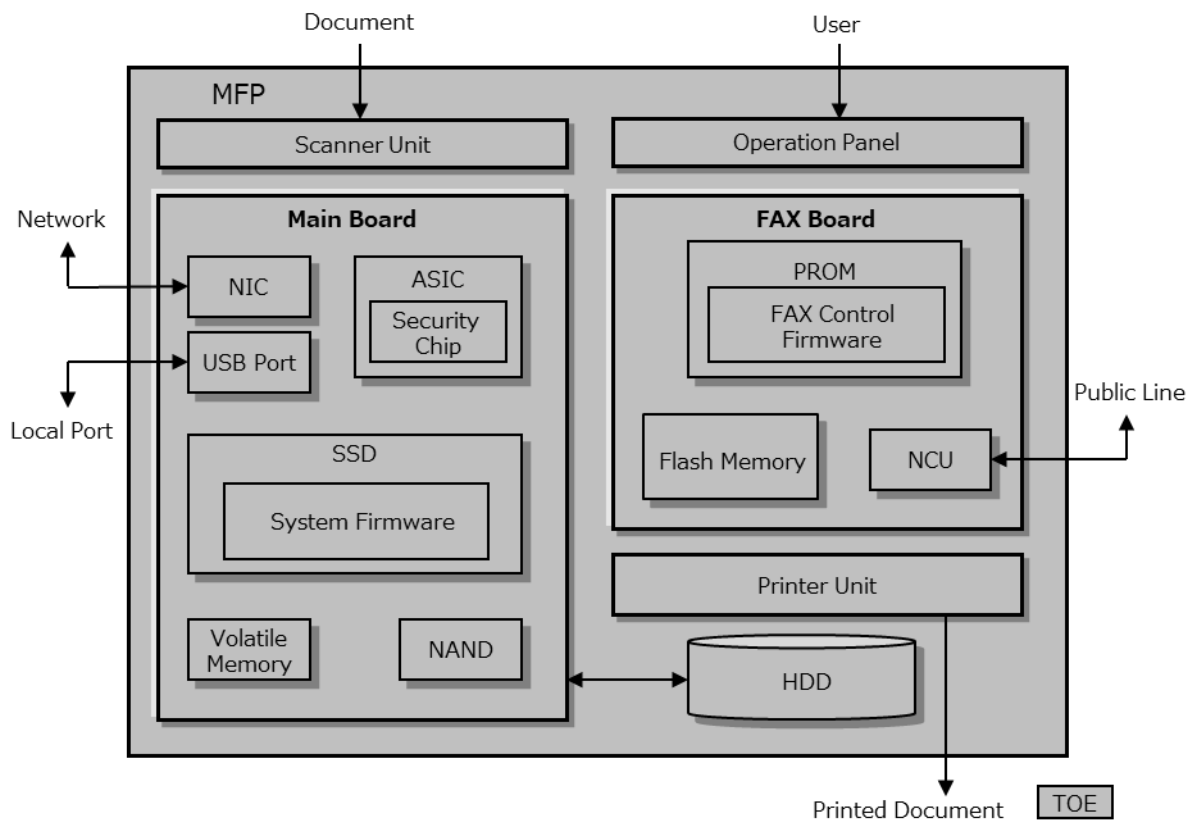 Document
User
MFP
Scanner Unit
Operation Panel
Main Board
FAX Board
Network
NIC
ASIC
Security
Chip
PROM
FAX Control
Firmware
USB Port
Local Port
Public Line
SSD
System Firmware
Flash Memory
NCU
Printer Unit
Volatile
Memory
NAND
HDD
Printed Document
TOE